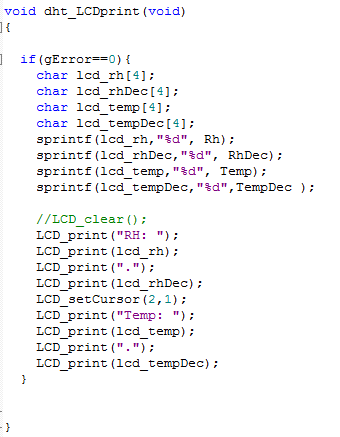 void dht_LCDprint(void)
{
if(gError==0){
char lcd_rh[4];
char lcd_rhDec[4];
char lcd_temp[4];
char lcd_tempDec[4];
sprintf(lcd_rh,"%d", Rh);
sprintf(lcd_rhDec,"%d", RhDec);
sprintf(lcd_temp,"%d", Temp);
sprintf(lcd_tempDec,"%d",TempDec );
//LCD_clear();
LCD_print("RH: ");
LCD_print(lcd_rh);
LCD_print(".");
LCD_print(lcd_rhDec);
LCD_setCursor(2,1);
LCD_print("Temp: ");
LCD_print(lcd_temp);
LCD_print(".");
LCD_print(lcd_tempDec);
}
}